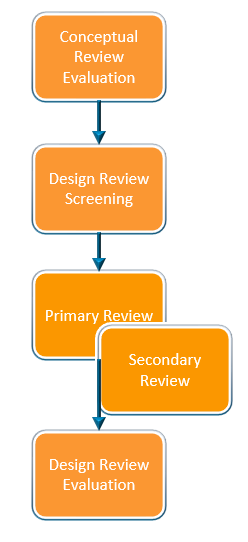 Conceptual
Review
Evaluation
Design Review
Screening
Primary Review
Secondary
Review
Design Review
Evaluation